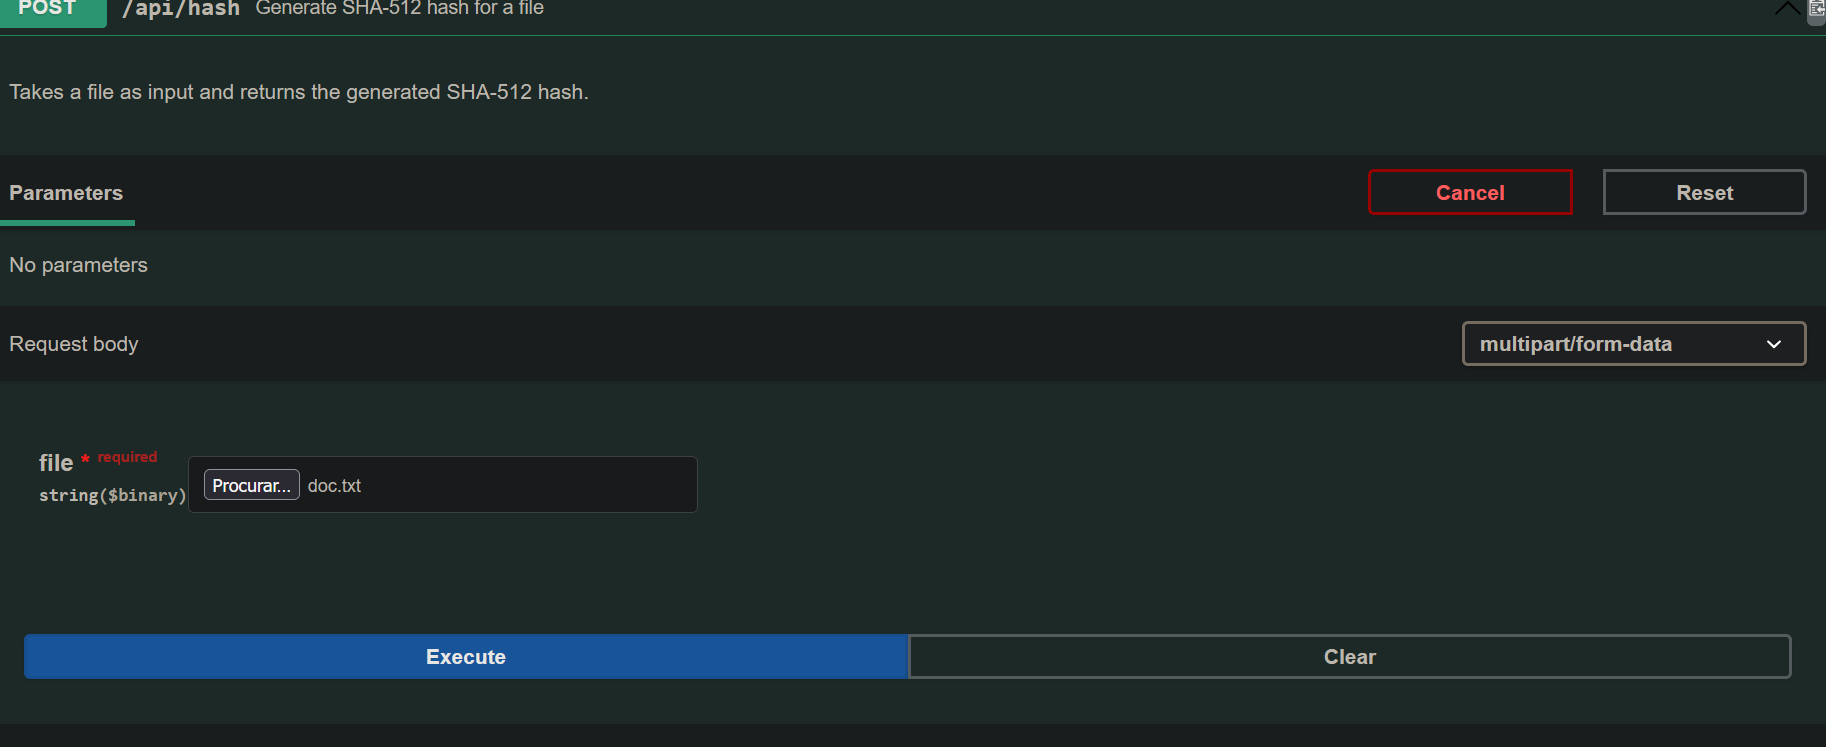 POST /api/hash Generate SHA-512 hash for a file
Takes a file as input and returns the generated SHA-512 hash.
Parameters Cancel Reset
No parameters
Request body multipart/form-data
file * required
string($binary) Procurar... doc.txt
Execute Clear